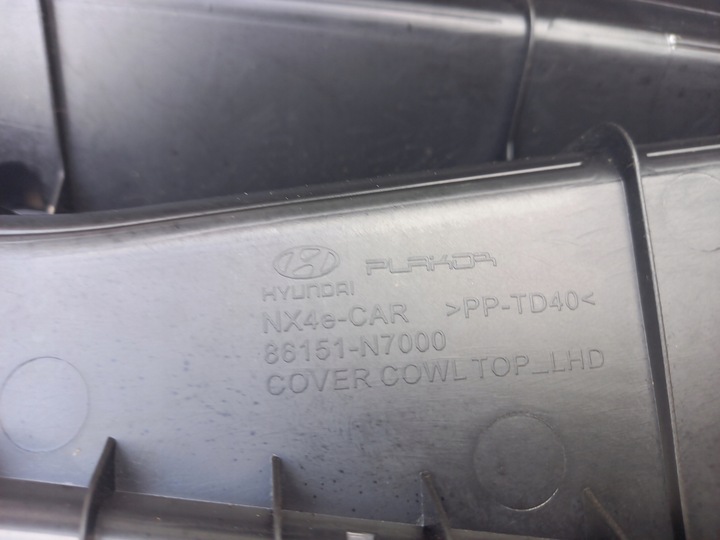 HYUNDAI PLAKOR
NX4e-CAR >PP-TD40<
86151-N7000
COVER COWL TOP_LHD